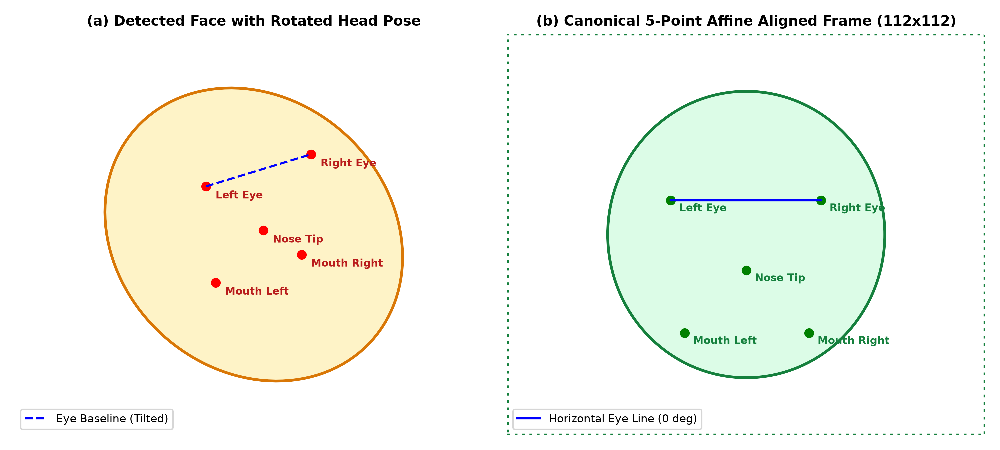 (a) Detected Face with Rotated Head Pose
Right Eye
Left Eye
Nose Tip
Mouth Right
Mouth Left
Eye Baseline (Tilted)
(b) Canonical 5-Point Affine Aligned Frame (112x112)
Left Eye
Right Eye
Nose Tip
Mouth Left
Mouth Right
Horizontal Eye Line (0 deg)